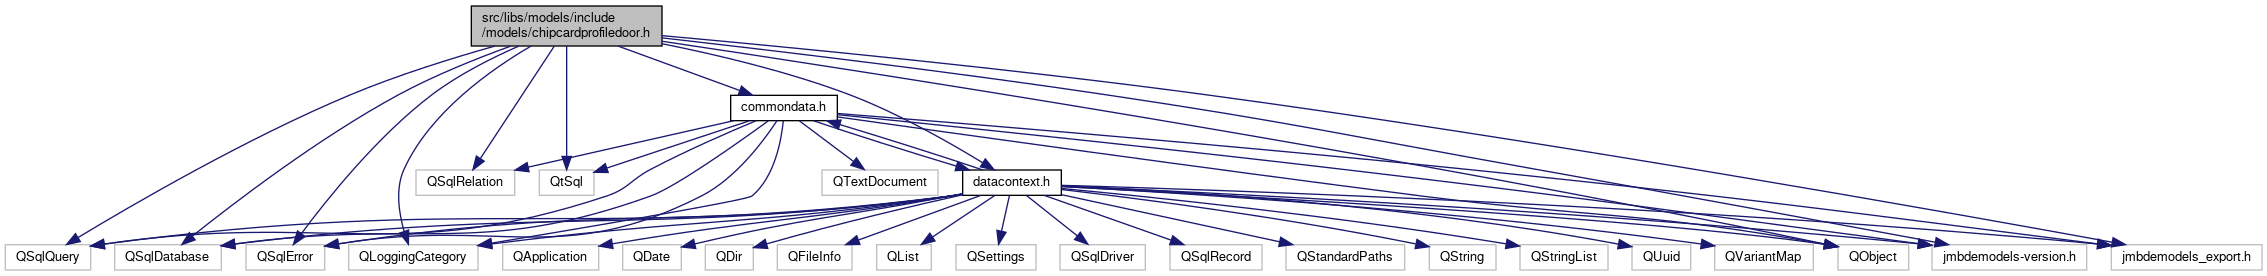 src/libs/models/include
/models/chipcardprofiledoor.h
commondata.h
QSqlRelation
QtSql
QTextDocument
datacontext.h
QSqlQuery
QSqlDatabase
QSqlError
QLoggingCategory
QApplication
QDate
QDir
QFileInfo
QList
QSettings
QSqlDriver
QSqlRecord
QStandardPaths
QString
QStringList
QUuid
QVariantMap
QObject
jmbdemodels-version.h
jmbdemodels_export.h